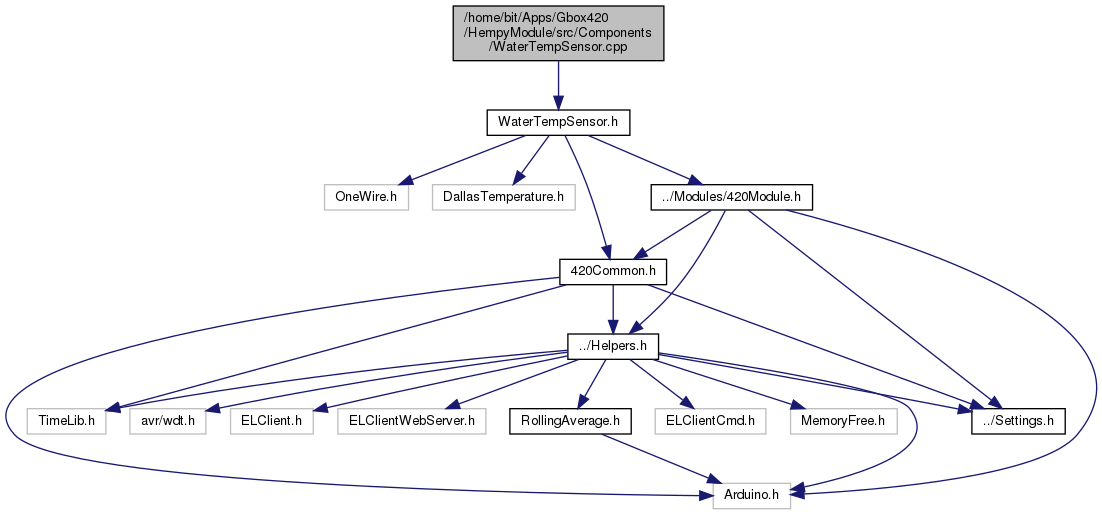 /home/bit/Apps/Gbox420
/HempyModule/src/Components
/WaterTempSensor.cpp
WaterTempSensor.h
OneWire.h
DallasTemperature.h
../Modules/420Module.h
420Common.h
../Helpers.h
TimeLib.h
avr/wdt.h
ELClient.h
ELClientWebServer.h
RollingAverage.h
ELClientCmd.h
MemoryFree.h
../Settings.h
Arduino.h